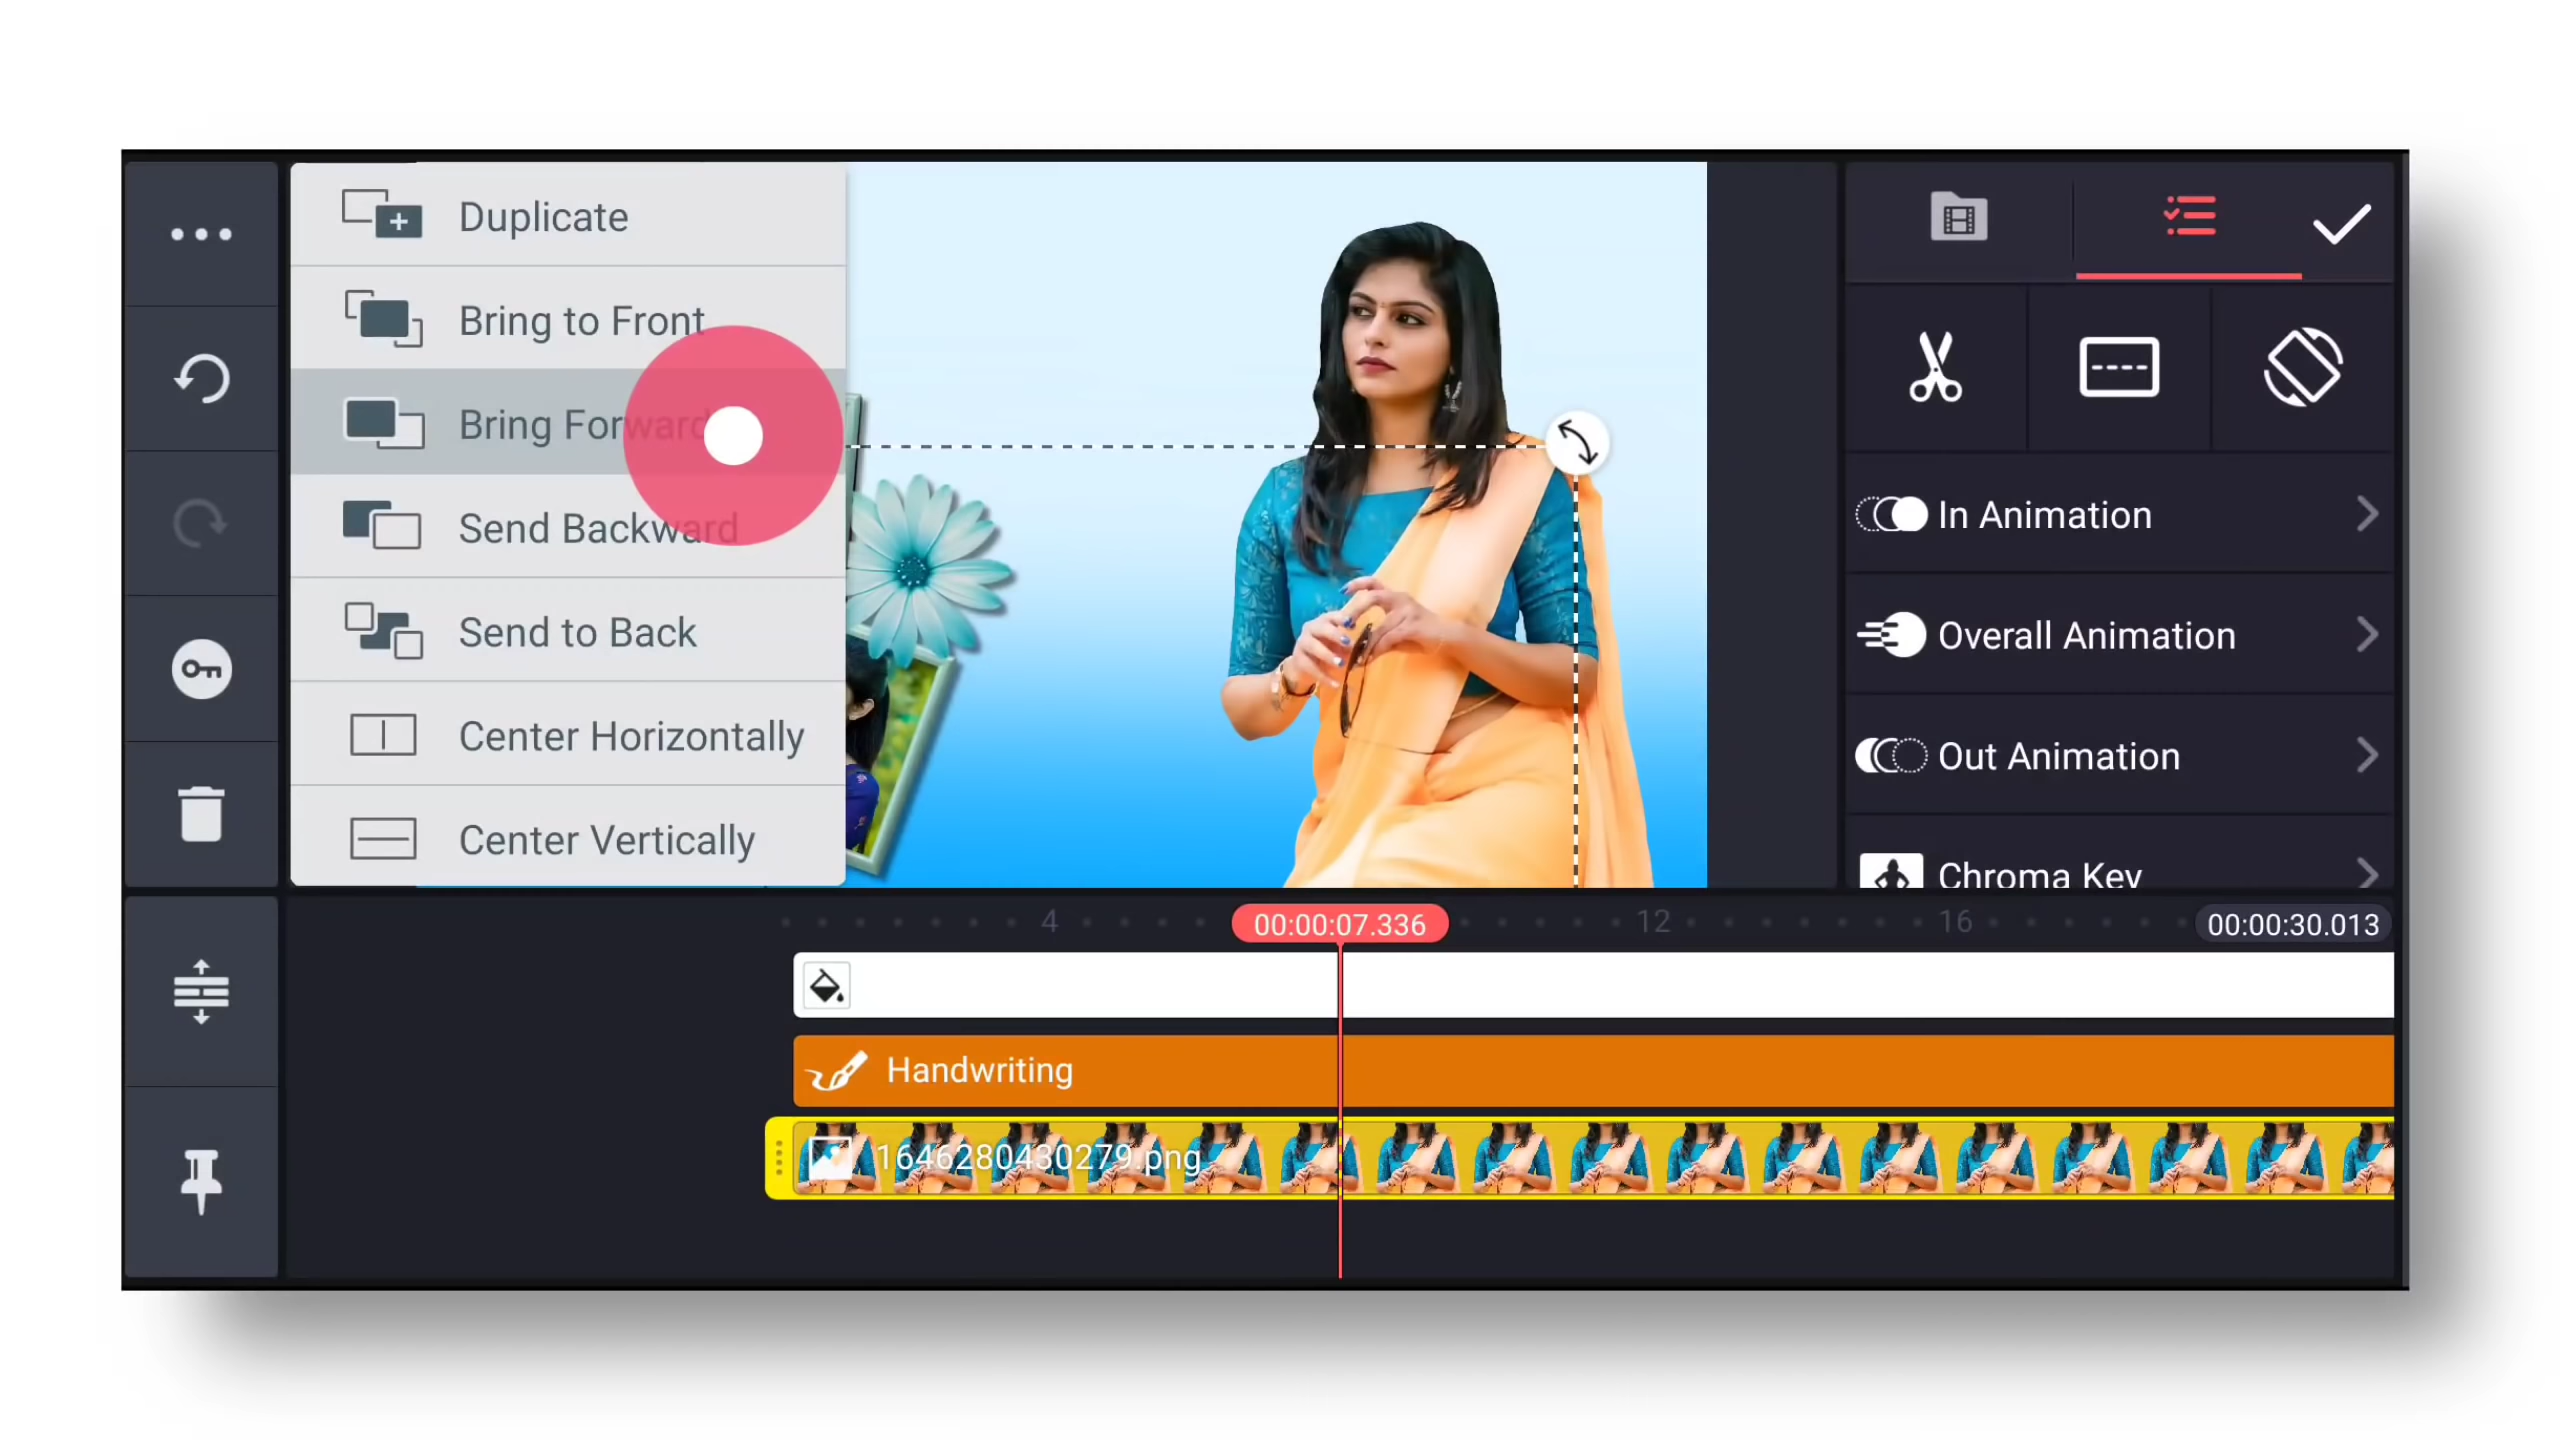 Duplicate
Bring to Front
Bring Forward
Send Backward
Send to Back
Center Horizontally
Center Vertically
In Animation
Overall Animation
Out Animation
Chroma Key
4
00:00:07.336
12
16
00:00:30.013
Handwriting
1646280430279.png